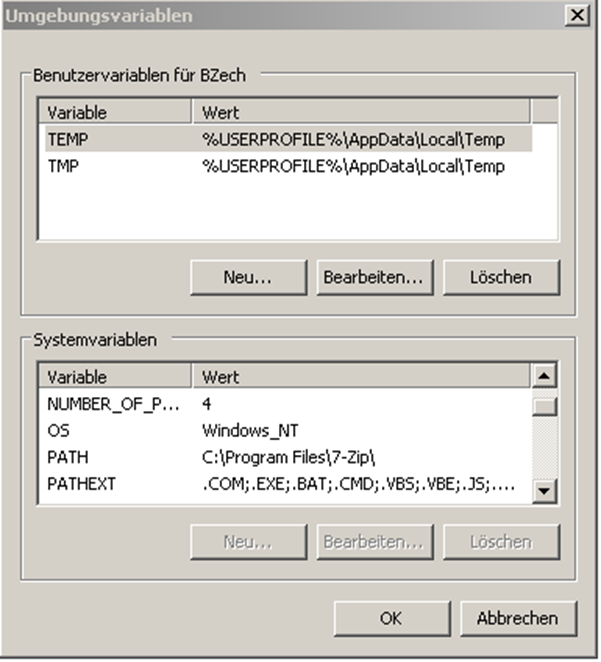 Umgebungsvariablen
Benutzervariablen für BZech
Variable Wert
TEMP %USERPROFILE%\AppData\Local\Temp
TMP %USERPROFILE%\AppData\Local\Temp
Neu... Bearbeiten... Löschen
Systemvariablen
Variable Wert
NUMBER_OF_P... 4
OS Windows_NT
PATH C:\Program Files\7-Zip\
PATHEXT .COM;.EXE;.BAT;.CMD;.VBS;.VBE;.JS;....
Neu... Bearbeiten... Löschen
OK Abbrechen